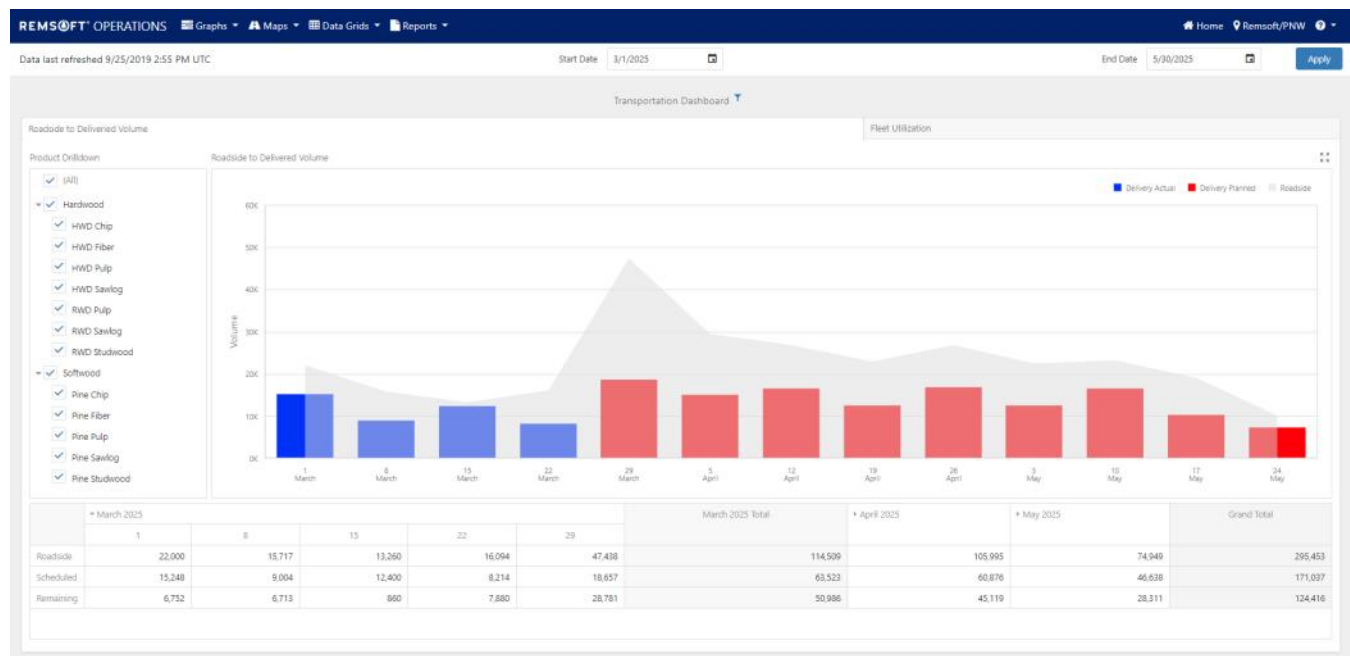 REMSOFT® OPERATIONS Graphs Maps Data Grids Reports Home Remsoft/PNW
Data last refreshed 9/25/2019 2:55 PM UTC Start Date 3/1/2025 End Date 5/30/2025 Apply
Transportation Dashboard
Roadside to Delivered Volume Fleet Utilization
Product Drilldown Roadside to Delivered Volume
(All)
Hardwood
HWD Chip
HWD Fiber
HWD Pulp
HWD Sawlog
RWD Pulp
RWD Sawlog
RWD Studwood
Softwood
Pine Chip
Pine Fiber
Pine Pulp
Pine Sawlog
Pine Studwood
Delivery Actual Delivery Planned Roadside
Volume
60K
50K
40K
30K
20K
10K
0K
1 8 15 22 29 5 12 19 26 3 10 17 24
March March March March March April April April April May May May May
March 2025 March 2025 Total April 2025 May 2025 Grand Total
1 8 15 22 29
Roadside 22,000 15,717 13,260 16,094 47,438 114,509 105,995 74,949 295,453
Scheduled 15,248 9,004 12,400 8,214 18,657 63,523 60,876 46,638 171,037
Remaining 6,752 6,713 860 7,880 28,781 50,986 45,119 28,311 124,416